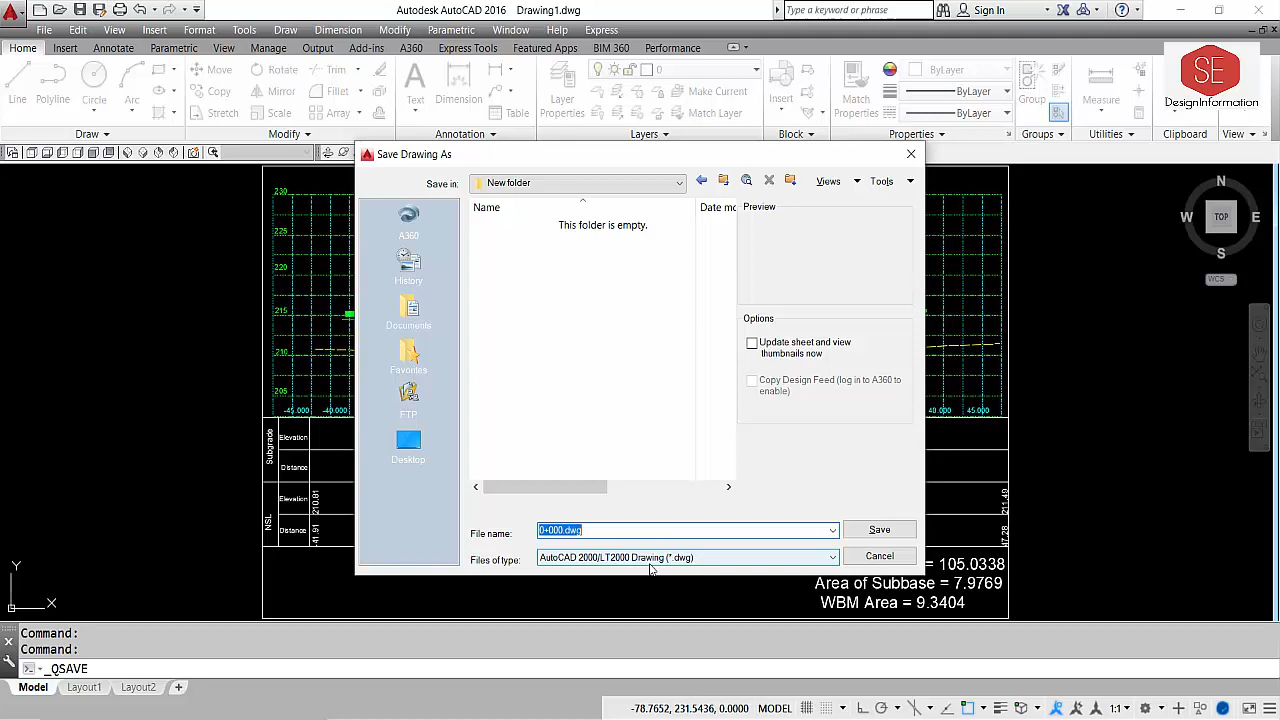 Autodesk AutoCAD 2016 Drawing1.dwg
Type a keyword or phrase
Sign In
File Edit View Insert Format Tools Draw Dimension Modify Parametric Window Help Express
Home Insert Annotate Parametric View Manage Output Add-ins A360 Express Tools Featured Apps BIM 360 Performance
Line Polyline Circle Arc
Move Rotate Trim
Copy Mirror Fillet
Stretch Scale Array
Text Dimension Table
Layer Properties
0
Make Current
Match Layer
Insert
Match Properties
ByLayer
ByLayer
ByLayer
Group
Measure
SE
DesignInformation
Draw Modify Annotation Layers Block Properties Groups Utilities Clipboard View
Save Drawing As
Save in: New folder
Views Tools
Name Date mo
This folder is empty.
Preview
A360
History
Documents
Favorites
FTP
Desktop
Options
Update sheet and view thumbnails now
Copy Design Feed (log in to A360 to enable)
File name: 0+000.dwg
Save
Files of type: AutoCAD 2000/LT2000 Drawing (*.dwg)
Cancel
N
W TOP E
S
WCS
230
225
220
215
210
205
-45.000 -40.000 40.000 45.000
Subgrade
Elevation
Distance
NSL
Elevation 210.81 211.49
Distance -41.91 47.28
105.0338
Area of Subbase = 7.9769
WBM Area = 9.3404
Y
X
Command:
Command:
_QSAVE
Model Layout1 Layout2 +
-78.7652, 231.5436, 0.0000 MODEL 1:1